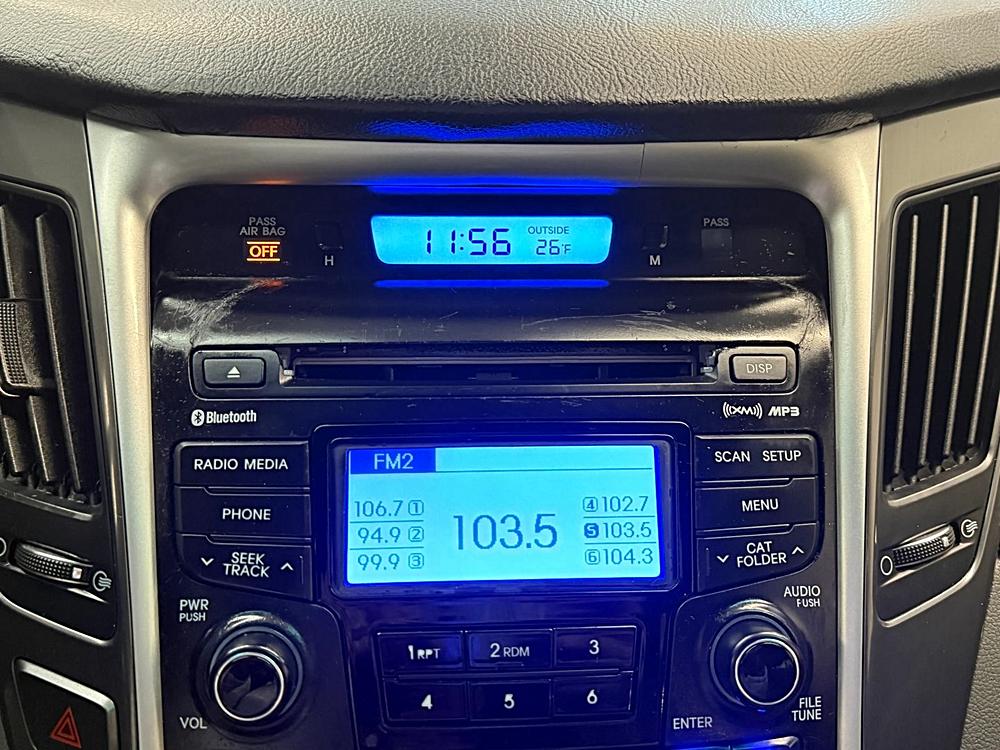 PASS
AIR BAG
OFF
H
11:56
OUTSIDE
26°F
M
PASS
DISP
Bluetooth
((XM)) MP3
RADIO MEDIA
PHONE
SEEK
TRACK
FM2
106.7 1
94.9 2
99.9 3
103.5
4 102.7
5 103.5
6 104.3
SCAN SETUP
MENU
CAT
FOLDER
PWR
PUSH
VOL
1 RPT
2 RDM
3
4
5
6
AUDIO
PUSH
ENTER
FILE
TUNE